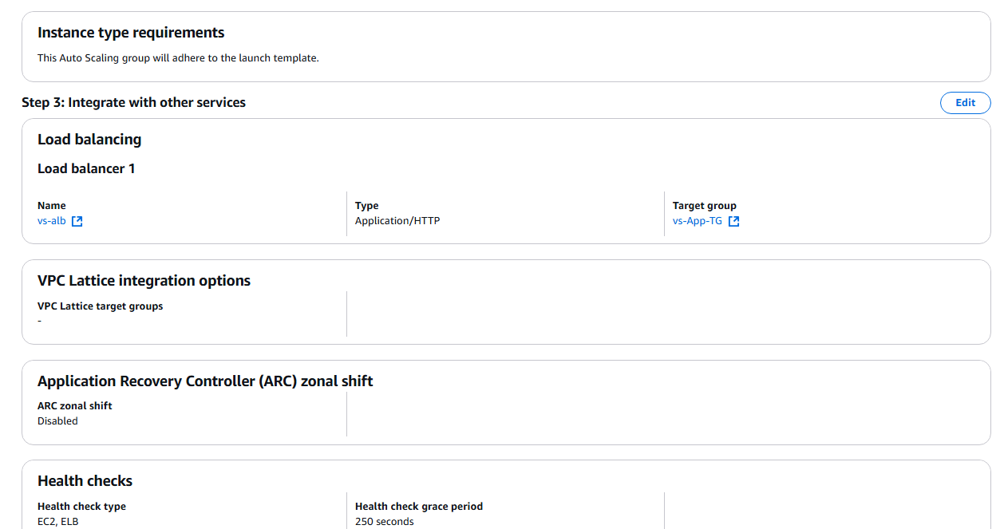 Instance type requirements
This Auto Scaling group will adhere to the launch template.
Step 3: Integrate with other services
Edit
Load balancing
Load balancer 1
Name
vs-alb
Type
Application/HTTP
Target group
vs-App-TG
VPC Lattice integration options
VPC Lattice target groups
-
Application Recovery Controller (ARC) zonal shift
ARC zonal shift
Disabled
Health checks
Health check type
EC2, ELB
Health check grace period
250 seconds